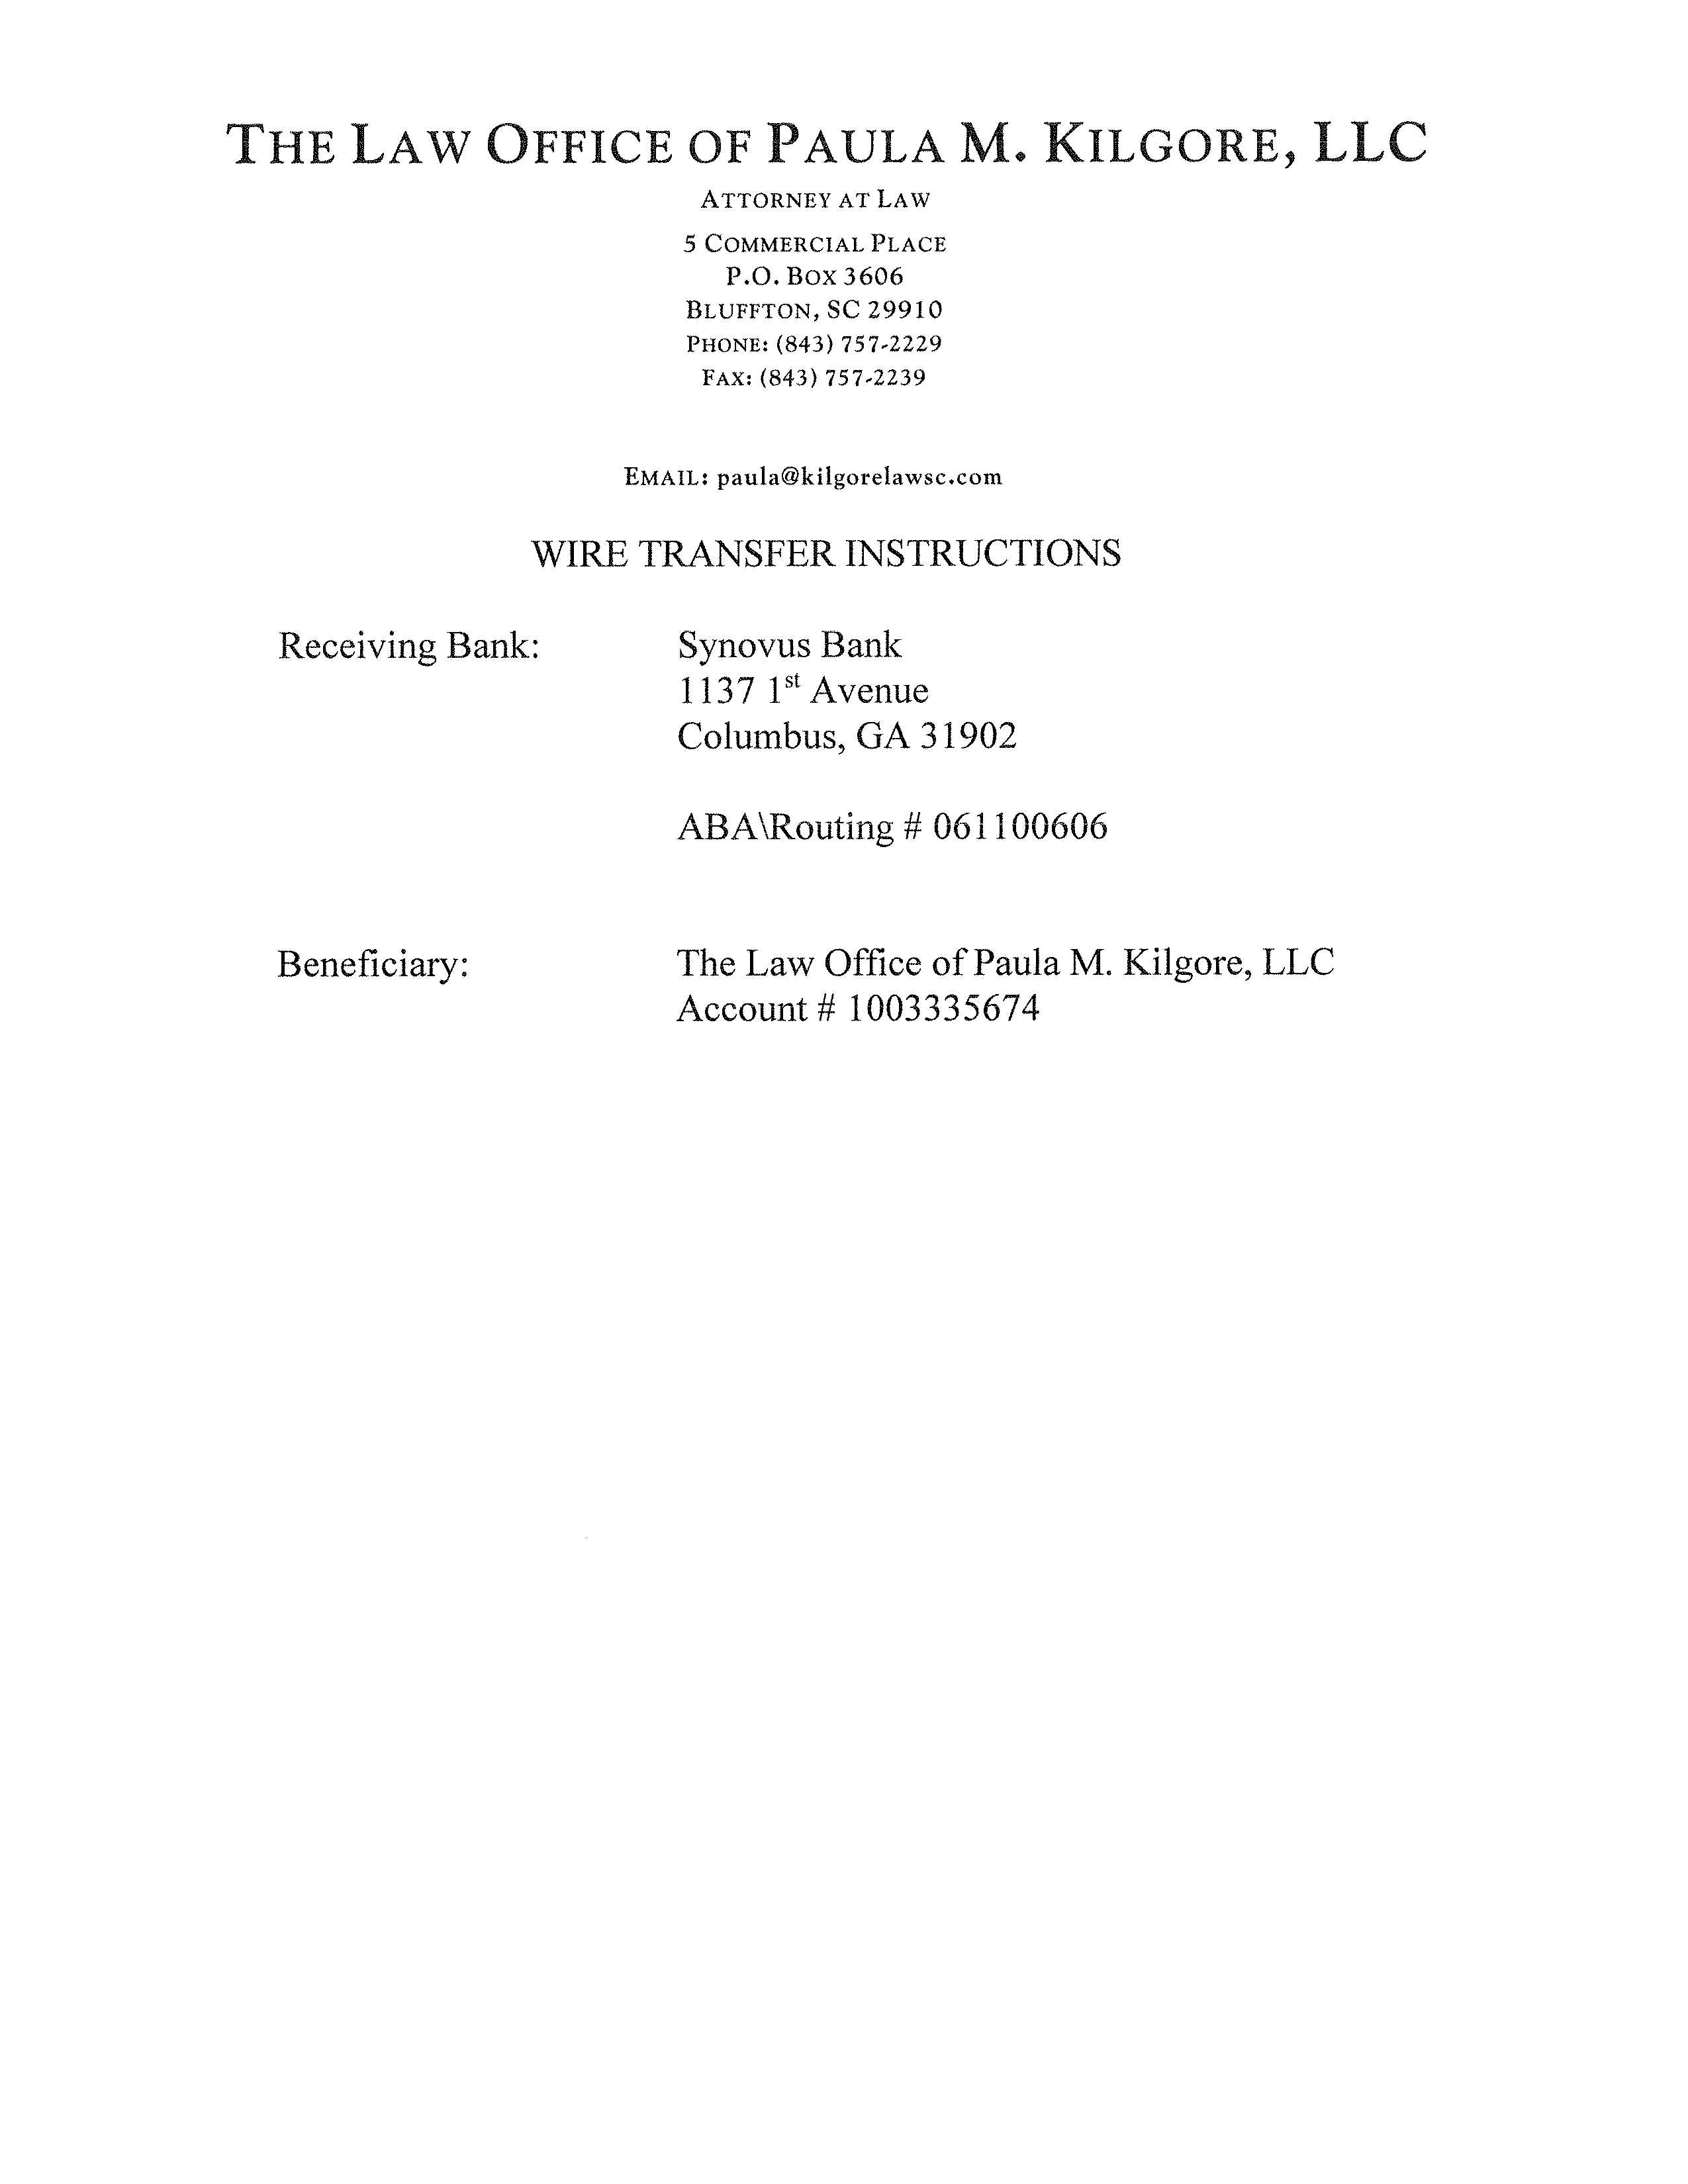 THE LAW OFFICE OF PAULA M. KILGORE, LLC
ATTORNEY AT LAW
5 COMMERCIAL PLACE
P.O. BOX 3606
BLUFFTON, SC 29910
PHONE: (843) 757-2229
FAX: (843) 757-2239
EMAIL: paula@kilgorelawsc.com
WIRE TRANSFER INSTRUCTIONS
Receiving Bank: Synovus Bank
1137 1st Avenue
Columbus, GA 31902
ABA\Routing # 061100606
Beneficiary: The Law Office of Paula M. Kilgore, LLC
Account # 1003335674